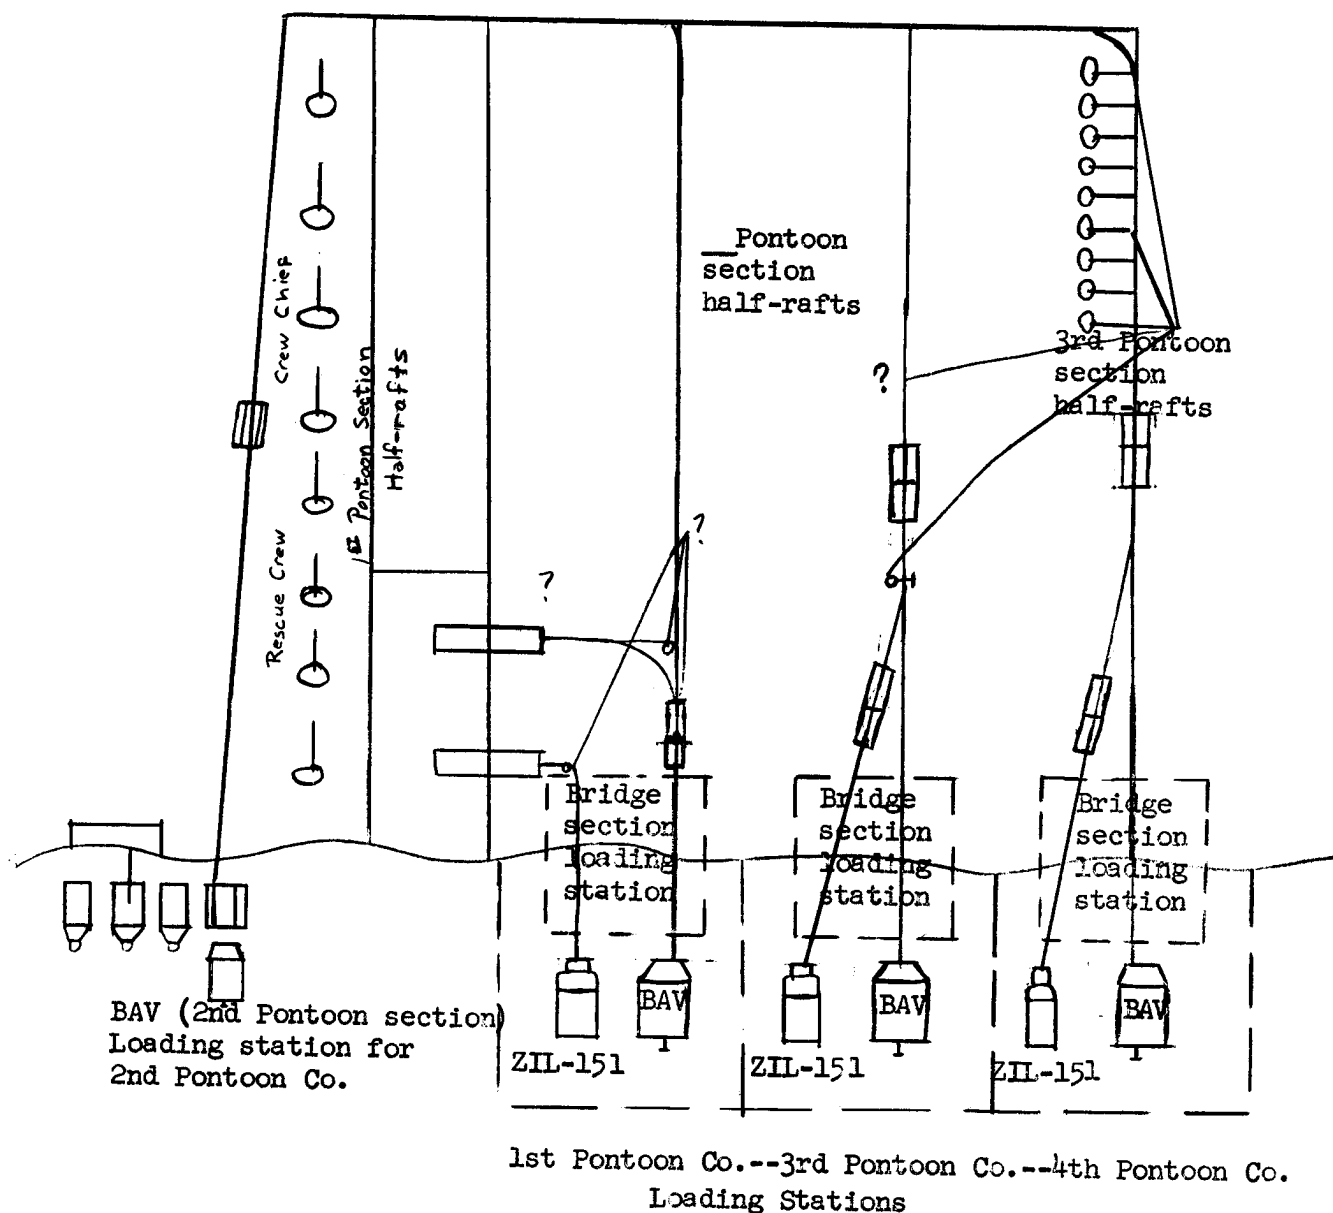 __Pontoon
section
half-rafts
3rd Pontoon
section
half-rafts
?
?
?
Crew Chief
Rescue Crew
1st Pontoon Section
Half-rafts
Bridge
section
loading
station
Bridge
section
loading
station
Bridge
section
loading
station
BAV
BAV
BAV
ZIL-151
ZIL-151
ZIL-151
BAV (2nd Pontoon section)
Loading station for
2nd Pontoon Co.
1st Pontoon Co.--3rd Pontoon Co.--4th Pontoon Co.
Loading Stations